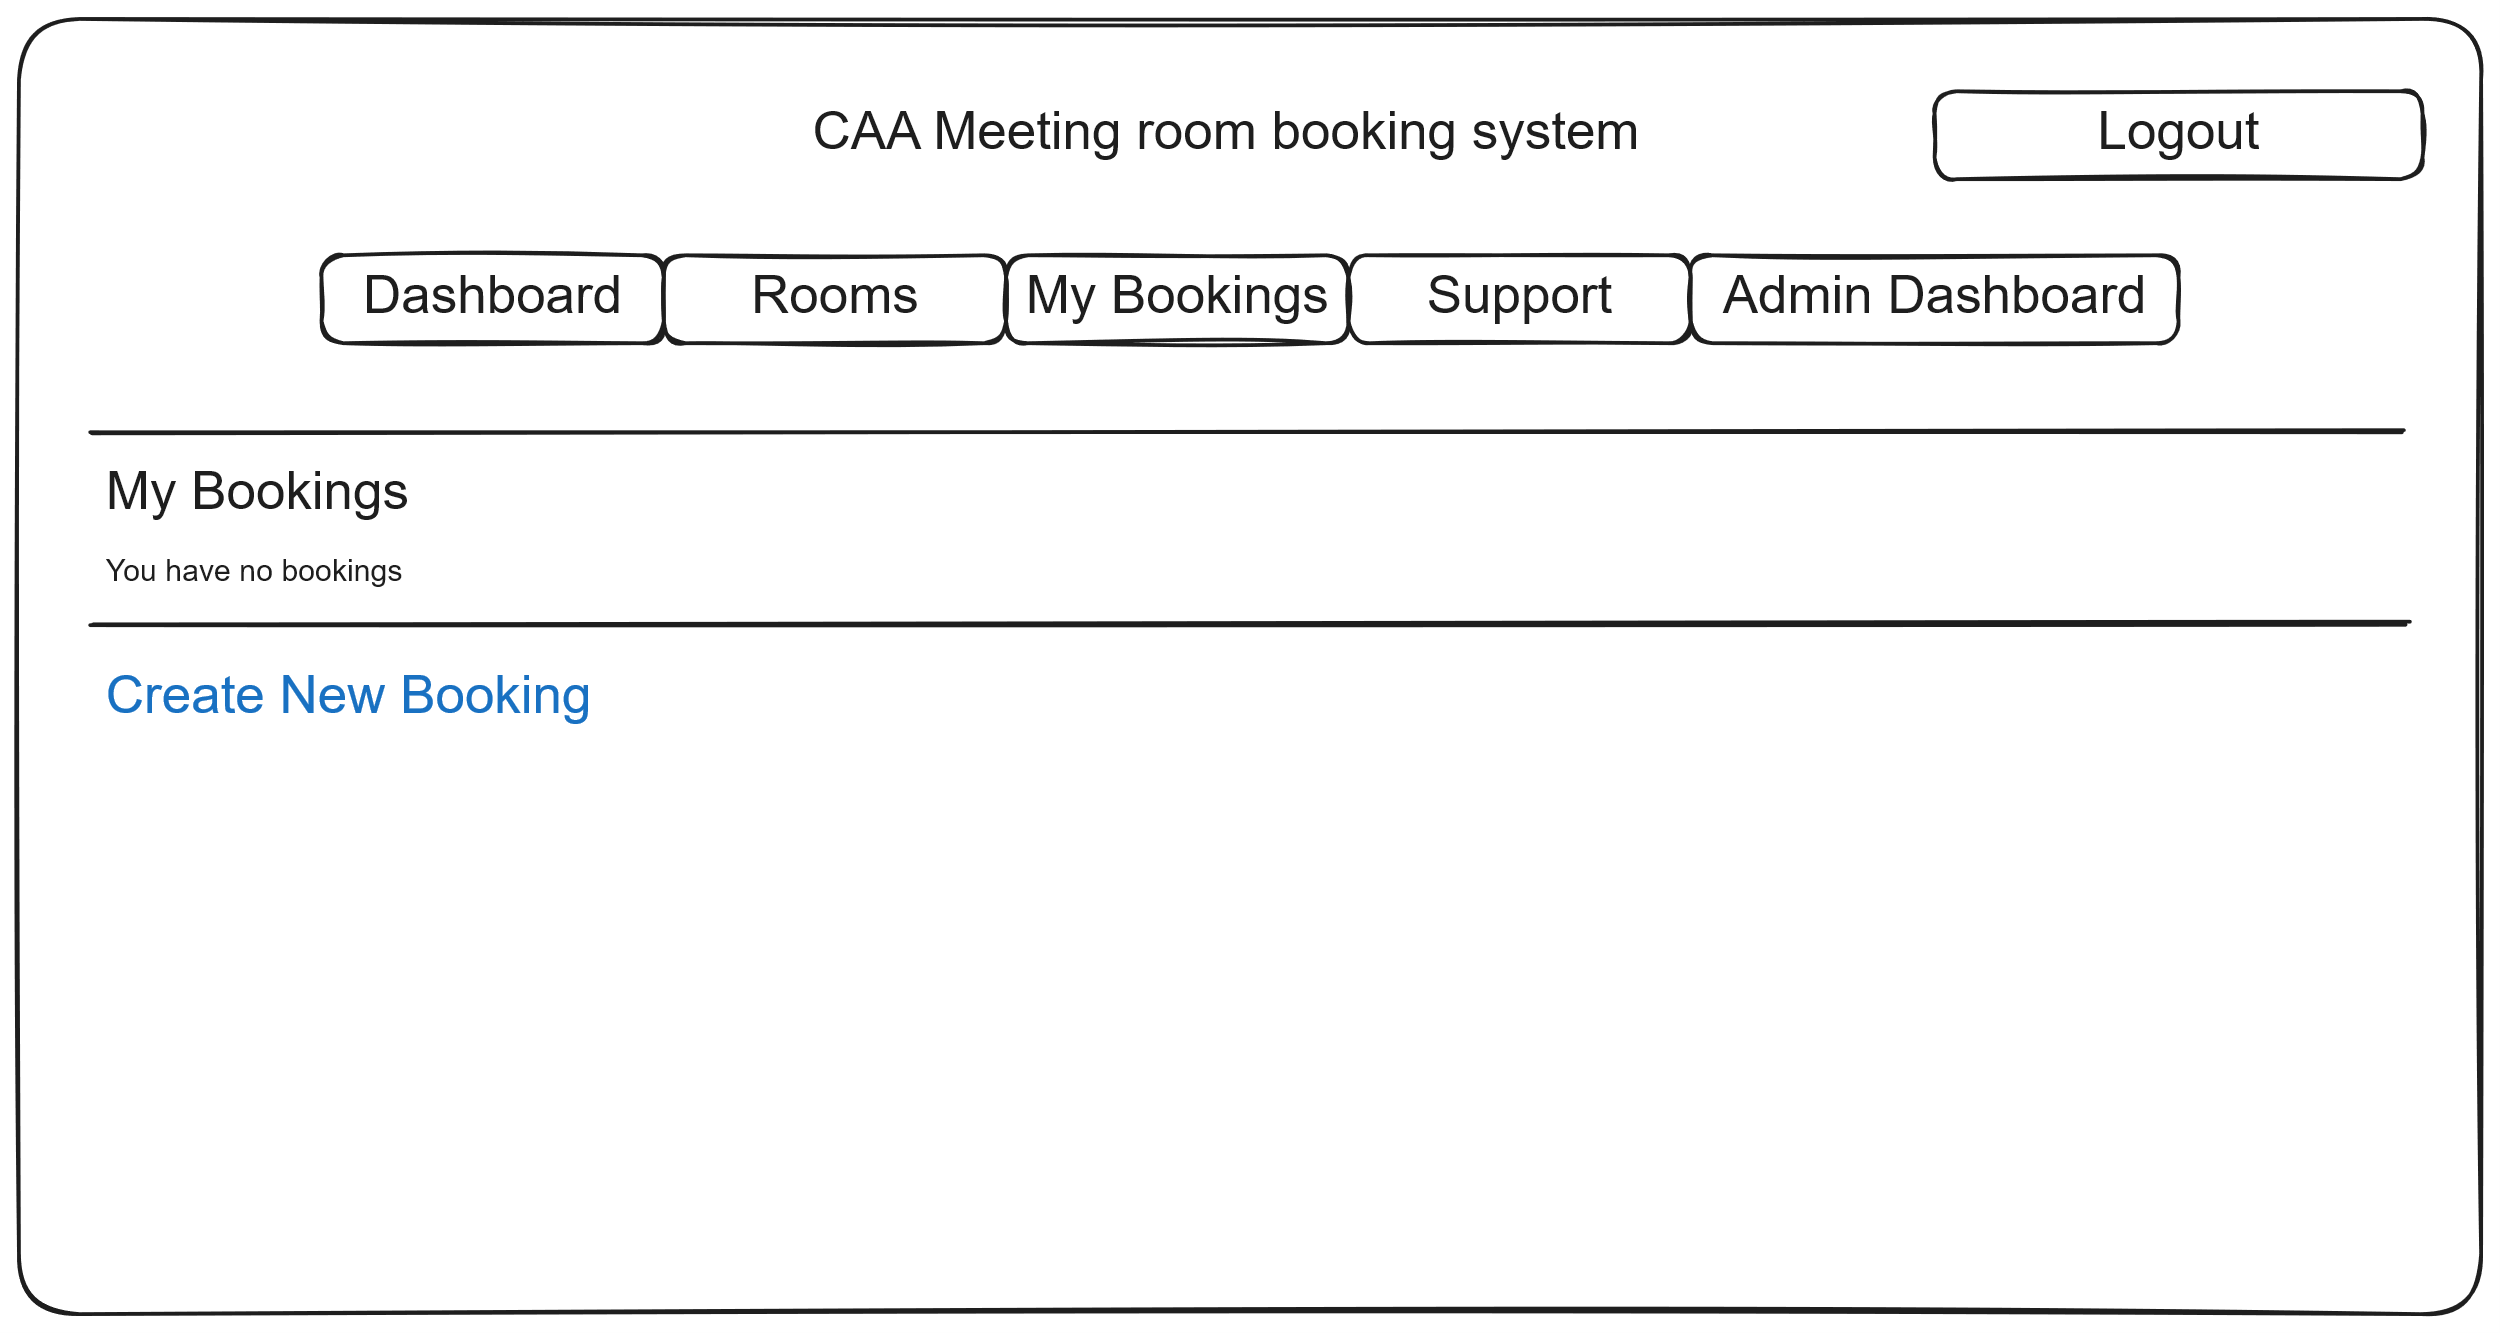 CAA Meeting room booking system
Logout
Dashboard
Rooms
My Bookings
Support
Admin Dashboard
My Bookings
You have no bookings
Create New Booking